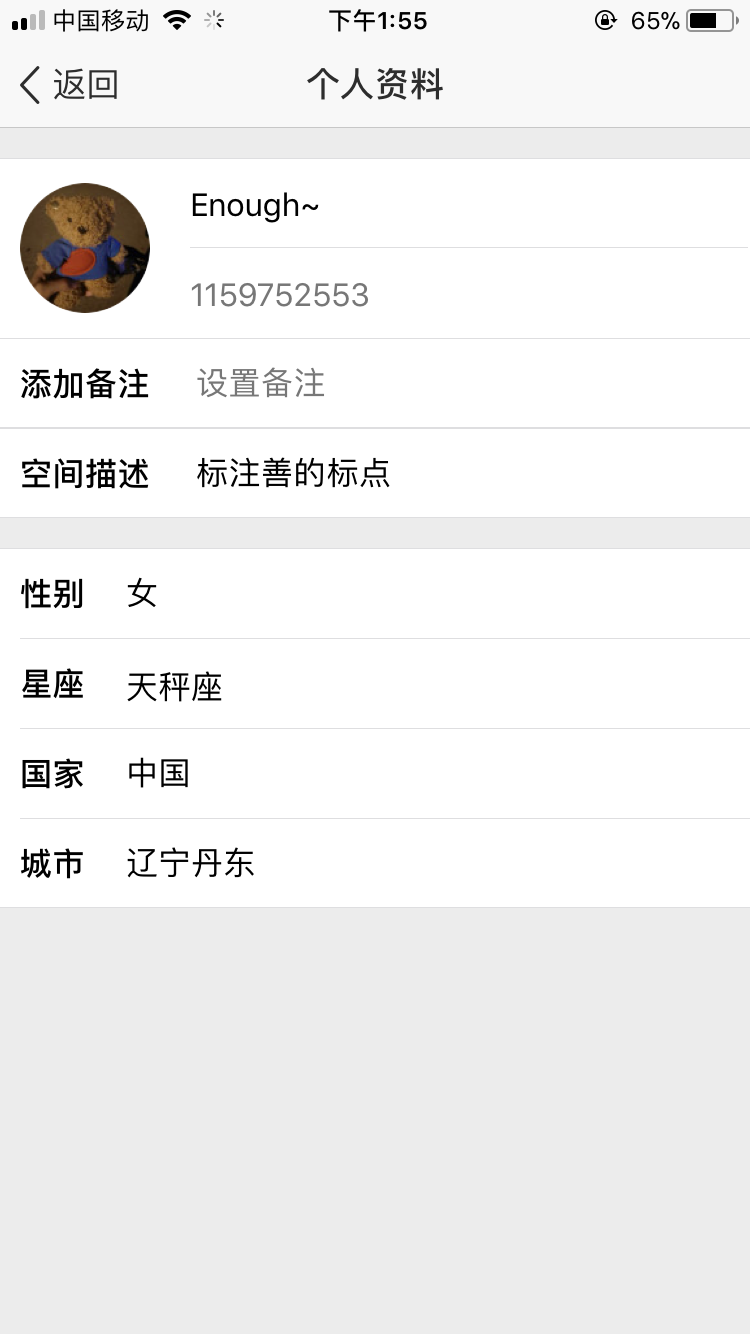 中国移动 下午1:55 65%
返回 个人资料
Enough~
1159752553
添加备注 设置备注
空间描述 标注善的标点
性别 女
星座 天秤座
国家 中国
城市 辽宁丹东